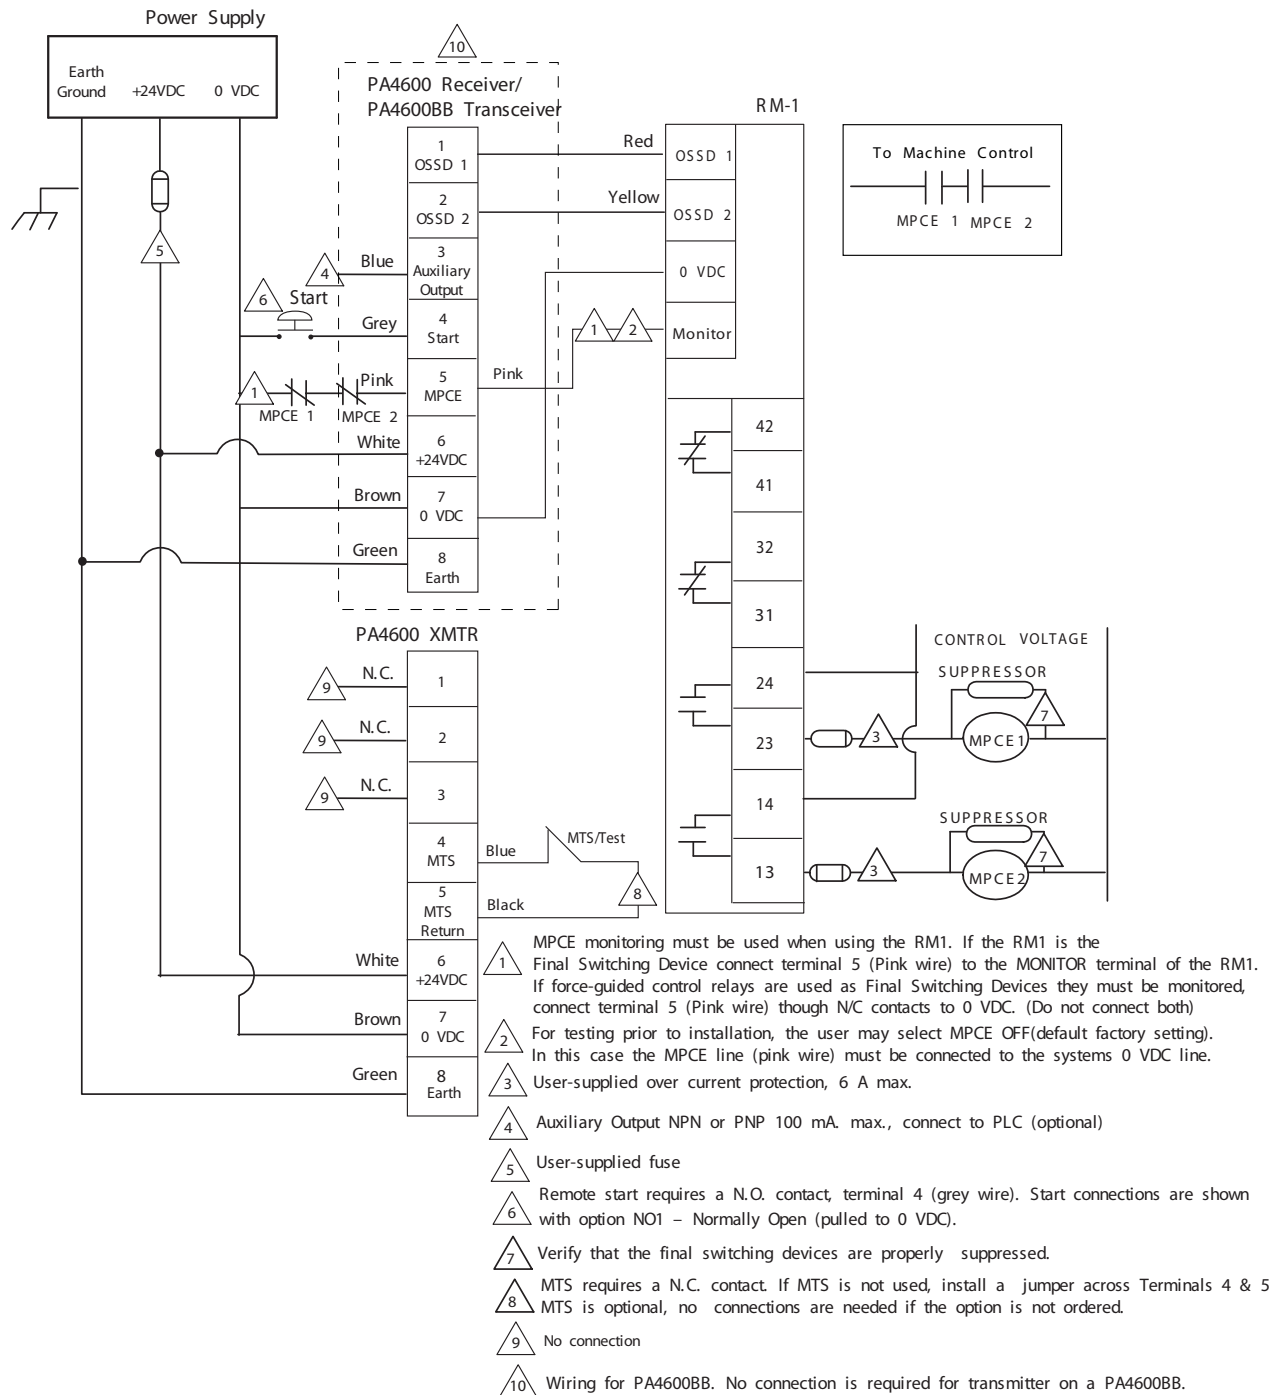 Power Supply
Earth
Ground
+24VDC
0 VDC
5
10
PA4600 Receiver/
PA4600BB Transceiver
1
OSSD 1
2
OSSD 2
3
Auxiliary
Output
4
Start
5
MPCE
6
+24VDC
7
0 VDC
8
Earth
4
Blue
6
Start
Grey
1
MPCE 1
MPCE 2
Pink
White
Brown
Green
Red
Yellow
Pink
1
2
RM-1
OSSD 1
OSSD 2
0 VDC
Monitor
42
41
32
31
24
23
14
13
To Machine Control
MPCE 1
MPCE 2
CONTROL VOLTAGE
SUPPRESSOR
7
3
MPCE1
SUPPRESSOR
7
3
MPCE2
PA4600 XMTR
9
N.C.
1
9
N.C.
2
9
N.C.
3
4
MTS
Blue
MTS/Test
5
MTS
Return
Black
8
White
6
+24VDC
Brown
7
0 VDC
Green
8
Earth
1
MPCE monitoring must be used when using the RM1. If the RM1 is the
Final Switching Device connect terminal 5 (Pink wire) to the MONITOR terminal of the RM1.
If force-guided control relays are used as Final Switching Devices they must be monitored,
connect terminal 5 (Pink wire) though N/C contacts to 0 VDC. (Do not connect both)
2
For testing prior to installation, the user may select MPCE OFF(default factory setting).
In this case the MPCE line (pink wire) must be connected to the systems 0 VDC line.
3
User-supplied over current protection, 6 A max.
4
Auxiliary Output NPN or PNP 100 mA. max., connect to PLC (optional)
5
User-supplied fuse
6
Remote start requires a N.O. contact, terminal 4 (grey wire). Start connections are shown
with option NO1 – Normally Open (pulled to 0 VDC).
7
Verify that the final switching devices are properly suppressed.
8
MTS requires a N.C. contact. If MTS is not used, install a jumper across Terminals 4 & 5
MTS is optional, no connections are needed if the option is not ordered.
9
No connection
10
Wiring for PA4600BB. No connection is required for transmitter on a PA4600BB.